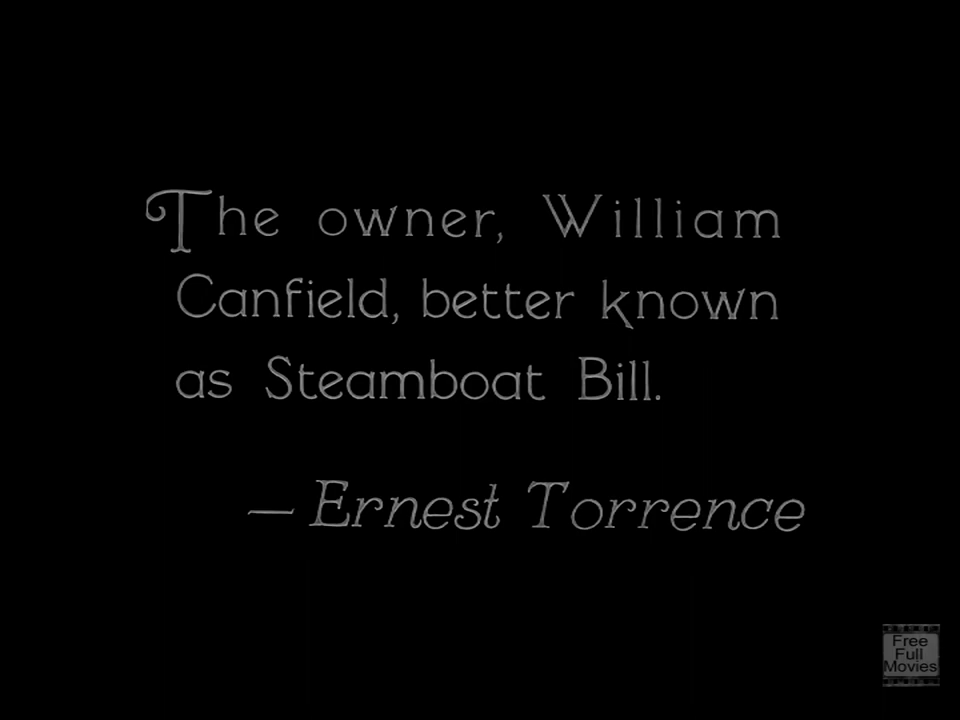 The owner, William
Canfield, better known
as Steamboat Bill.
— Ernest Torrence
Free
Full
Movies